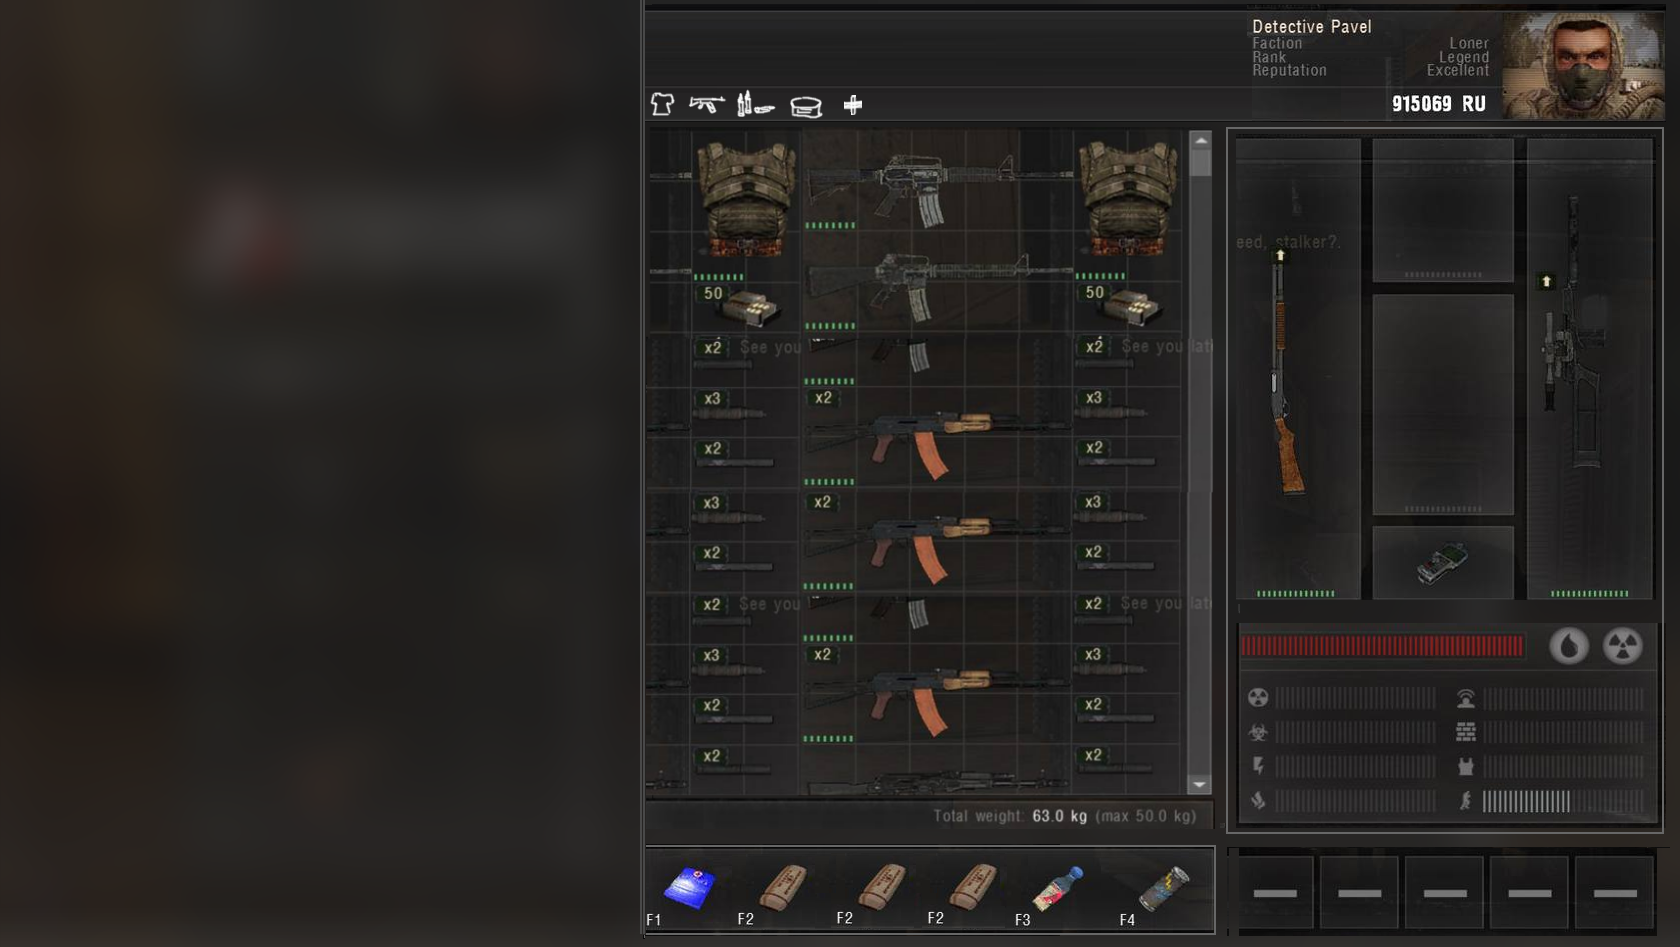 Detective Pavel
Faction Loner
Rank Legend
Reputation Excellent
915069 RU
eed, stalker?.
50 50
x2 See you x2 See you lat
x3 x2 x3
x2 x2
x3 x2 x3
x2 x2
x2 See you x2 See you lat
x3 x2 x3
x2 x2
x2 x2
Total weight: 63.0 kg (max 50.0 kg)
F1 F2 F2 F2 F3 F4